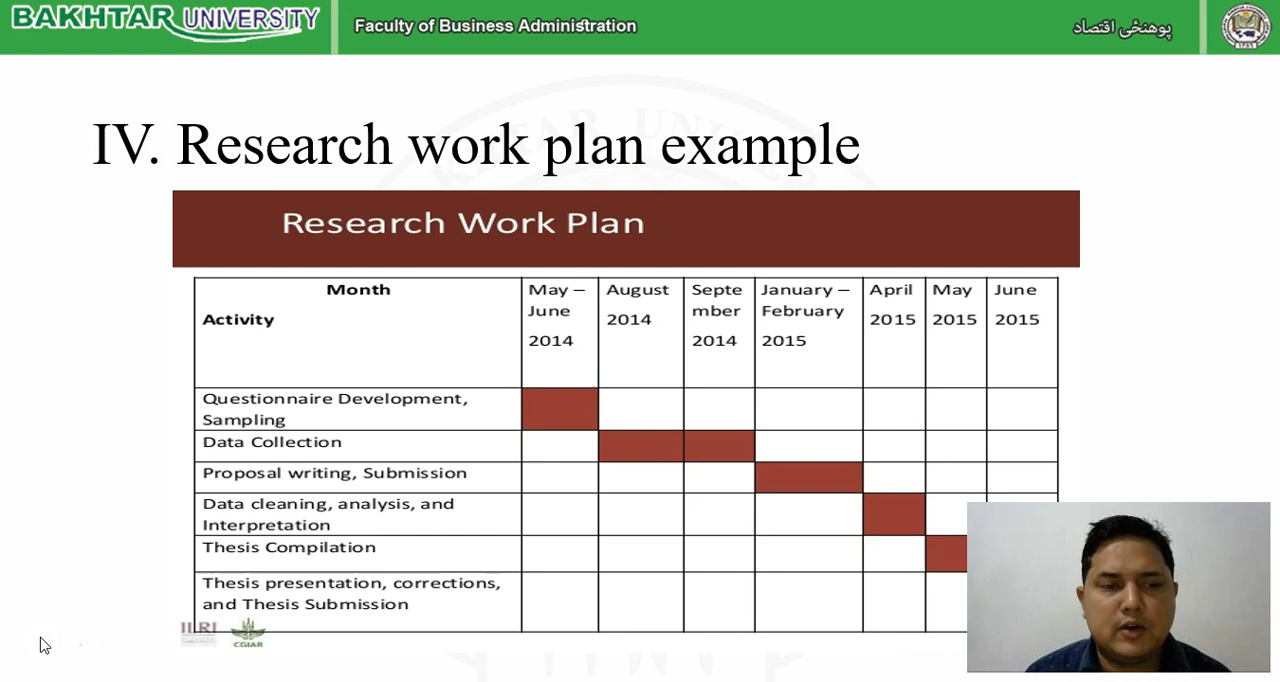 BAKHTAR UNIVERSITY
Faculty of Business Administration
پوهنځی اقتصاد
IV. Research work plan example
Research Work Plan
Month
Activity
May –
June
2014
August
2014
Septe
mber
2014
January –
February
2015
April
2015
May
2015
June
2015
Questionnaire Development,
Sampling
Data Collection
Proposal writing, Submission
Data cleaning, analysis, and
Interpretation
Thesis Compilation
Thesis presentation, corrections,
and Thesis Submission
ILRI
CGIAR